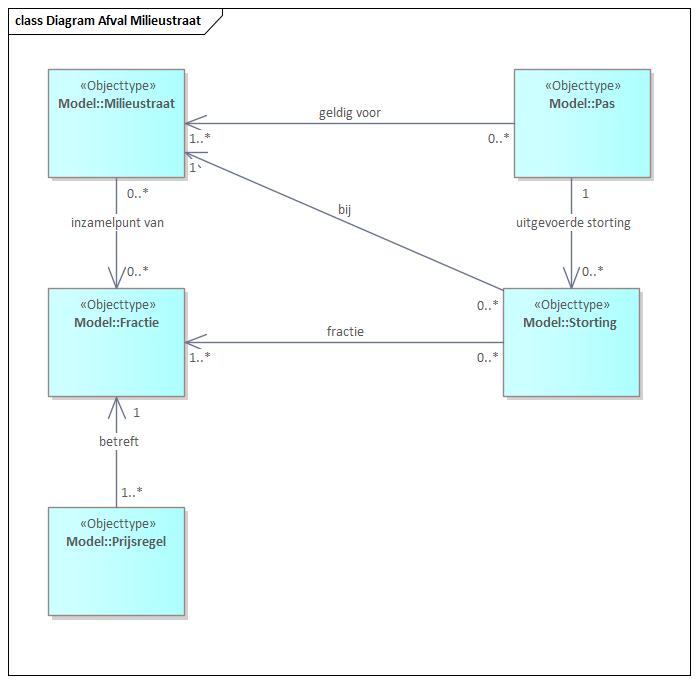 class Diagram Afval Milieustraat
«Objecttype»
Model::Milieustraat
«Objecttype»
Model::Pas
geldig voor
1..*
0..*
1
bij
0..*
inzamelpunt van
0..*
1
uitgevoerde storting
0..*
0..*
«Objecttype»
Model::Fractie
«Objecttype»
Model::Storting
fractie
1..*
0..*
1
betreft
1..*
«Objecttype»
Model::Prijsregel